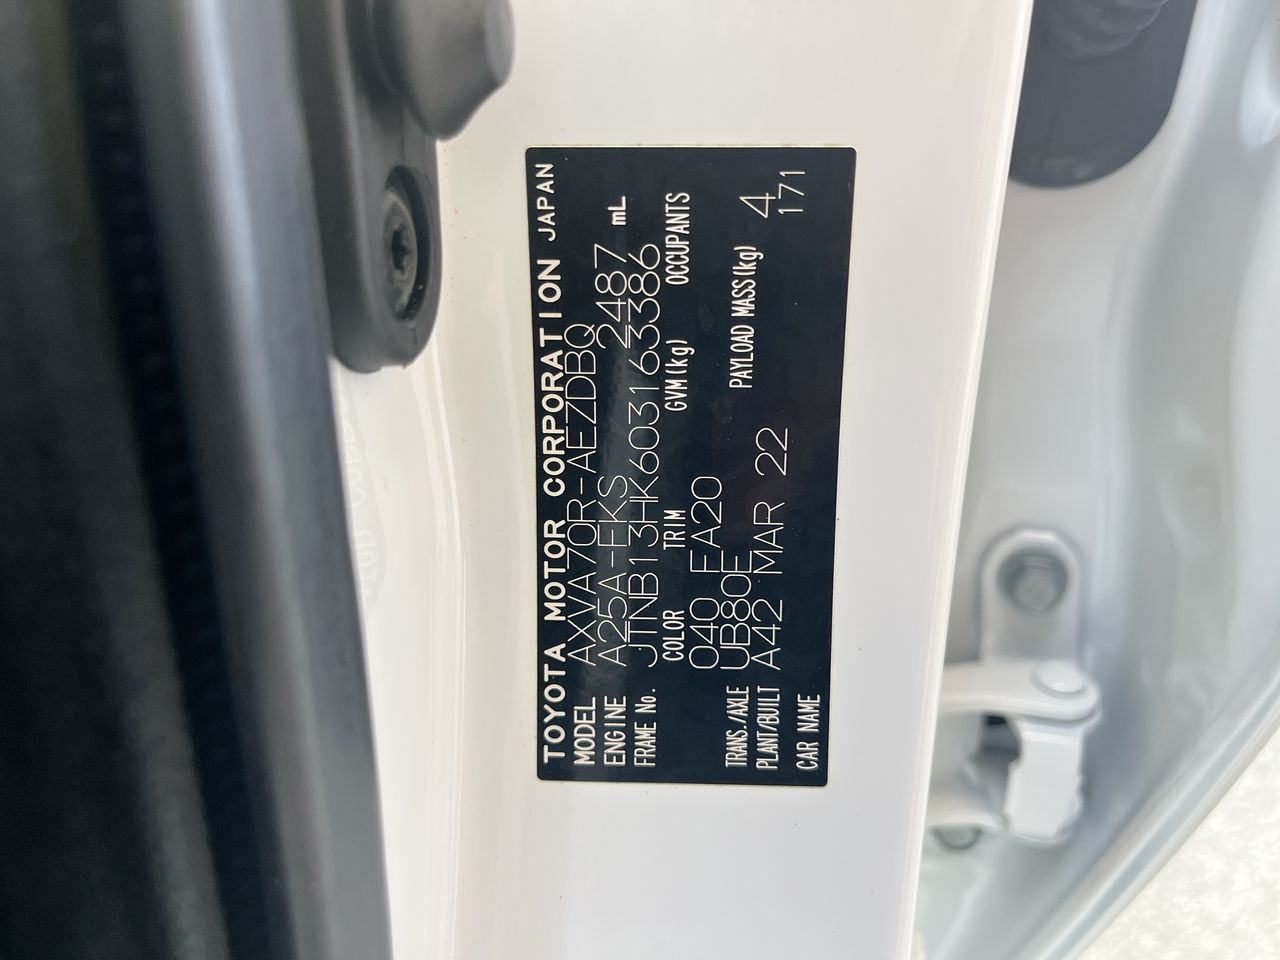 TOYOTA MOTOR CORPORATION JAPAN
MODEL AXVA70R-AEZDBQ
ENGINE A25A-FKS 2487 mL
FRAME No. JTNB13HK603163386
COLOR TRIM GVM(kg) OCCUPANTS
040 FA20
TRANS./AXLE UB80E PAYLOAD MASS(kg) 4
PLANT/BUILT A42 MAR 22 171
CAR NAME